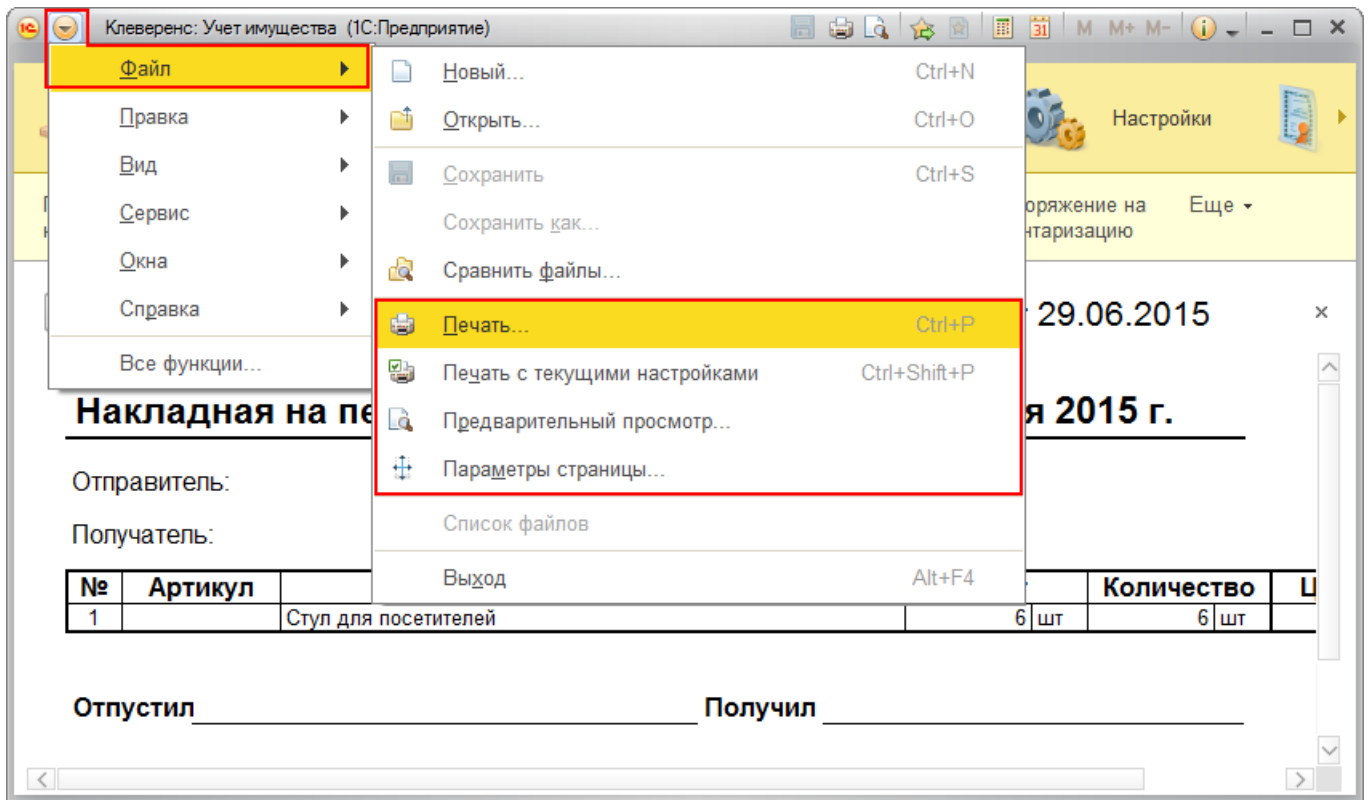 1С Клеверенс: Учет имущества (1С:Предприятие) 31 M M+ M-
Файл
Правка
Вид
Сервис
Окна
Справка
Все функции...
Новый... Ctrl+N
Открыть... Ctrl+O
Сохранить Ctrl+S
Сохранить как...
Сравнить файлы...
Печать... Ctrl+P
Печать с текущими настройками Ctrl+Shift+P
Предварительный просмотр...
Параметры страницы...
Список файлов
Выход Alt+F4
Настройки
оряжение на Еще
нтаризацию
29.06.2015
Накладная на пе я 2015 г.
Отправитель:
Получатель:
№ Артикул Количество
1 Стул для посетителей 6 шт 6 шт
Отпустил Получил